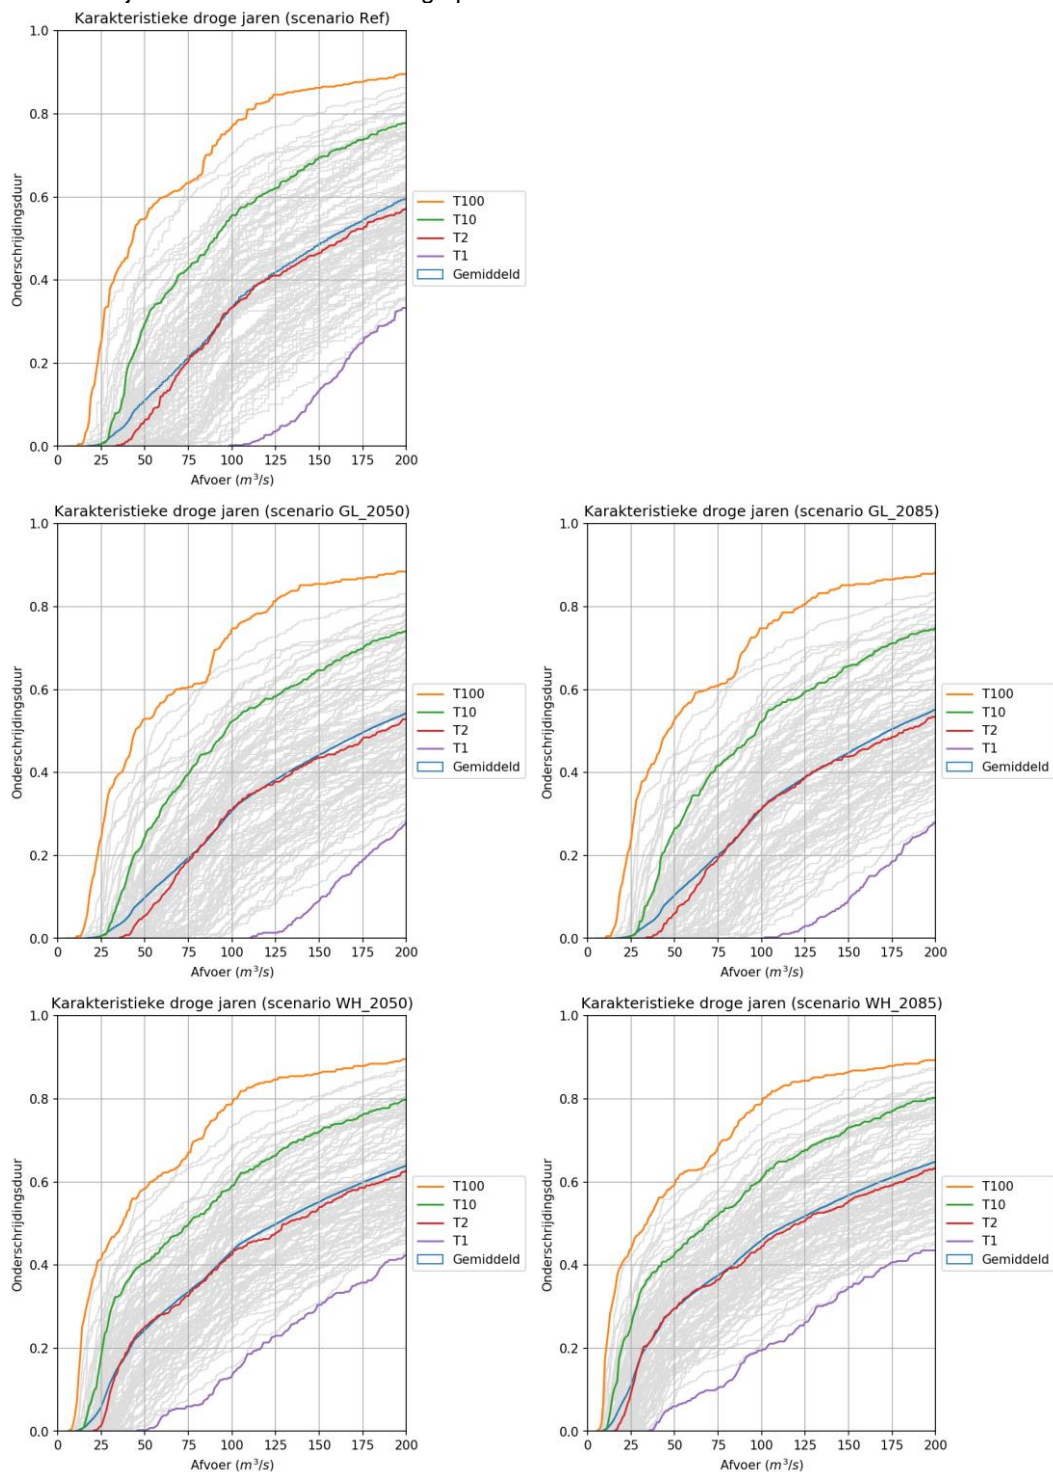 Karakteristieke droge jaren (scenario Ref)
1.0
0.8
0.6
0.4
0.2
0.0
Onderschrijdingsduur
0 25 50 75 100 125 150 175 200
Afvoer (m³/s)
T100
T10
T2
T1
Gemiddeld
Karakteristieke droge jaren (scenario GL_2050)
1.0
0.8
0.6
0.4
0.2
0.0
Onderschrijdingsduur
0 25 50 75 100 125 150 175 200
Afvoer (m³/s)
T100
T10
T2
T1
Gemiddeld
Karakteristieke droge jaren (scenario GL_2085)
1.0
0.8
0.6
0.4
0.2
0.0
Onderschrijdingsduur
0 25 50 75 100 125 150 175 200
Afvoer (m³/s)
T100
T10
T2
T1
Gemiddeld
Karakteristieke droge jaren (scenario WH_2050)
1.0
0.8
0.6
0.4
0.2
0.0
Onderschrijdingsduur
0 25 50 75 100 125 150 175 200
Afvoer (m³/s)
T100
T10
T2
T1
Gemiddeld
Karakteristieke droge jaren (scenario WH_2085)
1.0
0.8
0.6
0.4
0.2
0.0
Onderschrijdingsduur
0 25 50 75 100 125 150 175 200
Afvoer (m³/s)
T100
T10
T2
T1
Gemiddeld